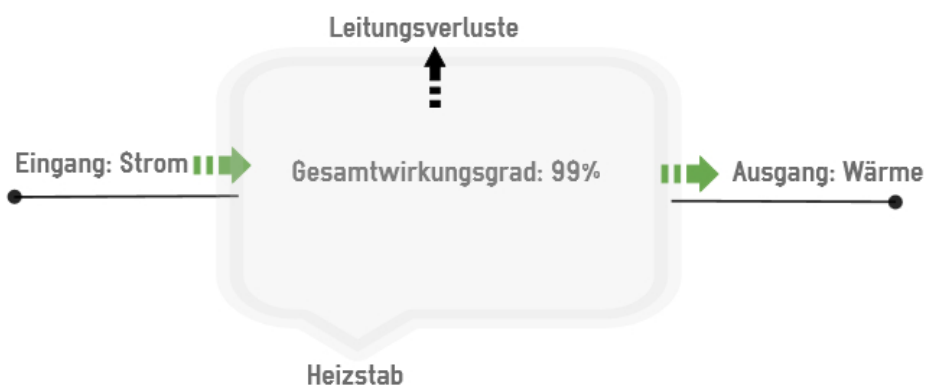 Leitungsverluste
Eingang: Strom
Gesamtwirkungsgrad: 99%
Ausgang: Wärme
Heizstab